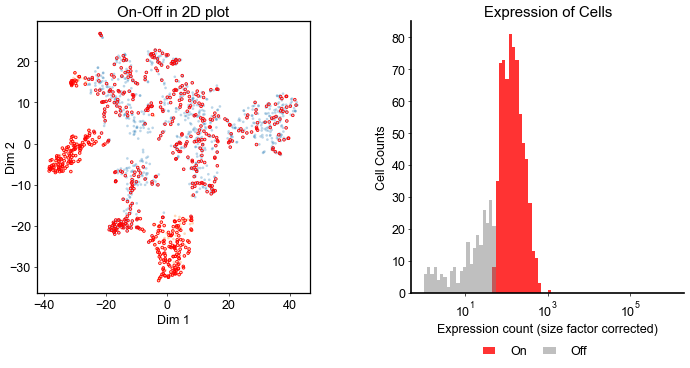 On-Off in 2D plot
Dim 2
20
10
0
−10
−20
−30
−40
−20
0
20
40
Dim 1
Expression of Cells
Cell Counts
80
70
60
50
40
30
20
10
0
10^1
10^3
10^5
Expression count (size factor corrected)
On
Off